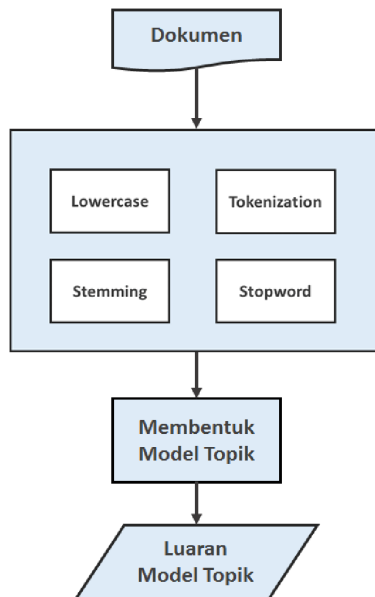 Dokumen
Lowercase
Tokenization
Stemming
Stopword
Membentuk
Model Topik
Luaran
Model Topik